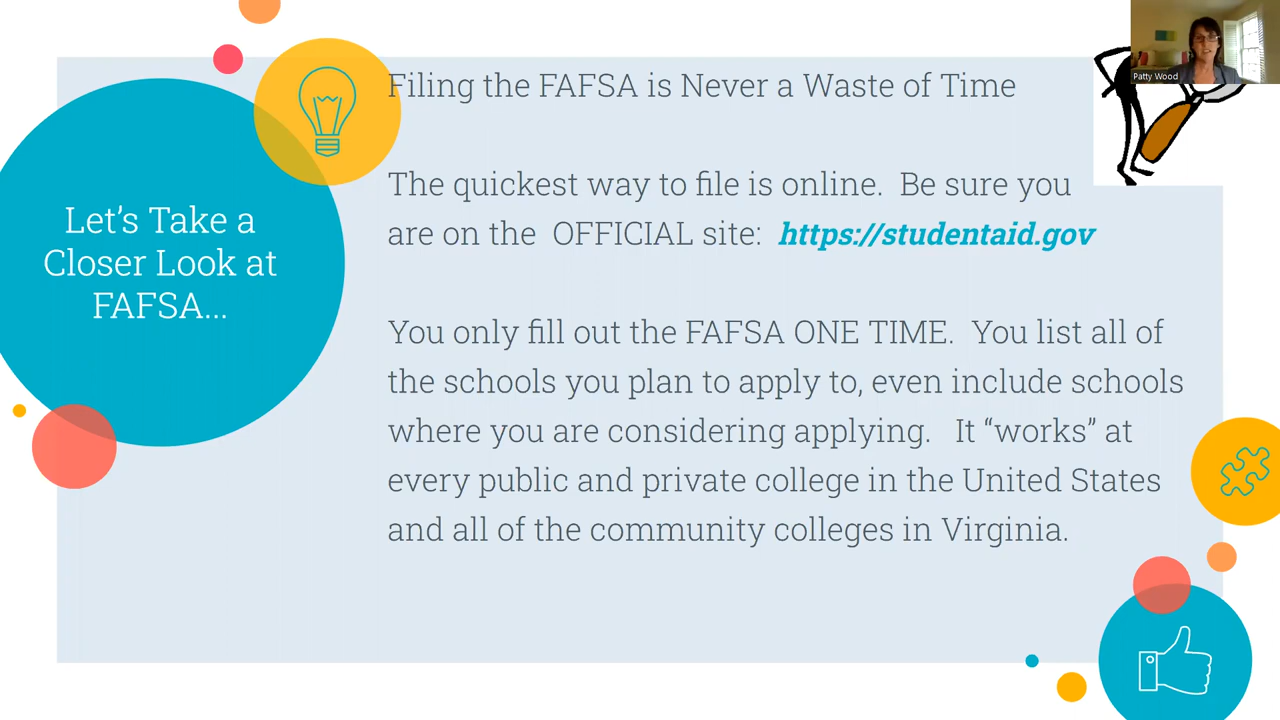 Let's Take a
Closer Look at
FAFSA...
Filing the FAFSA is Never a Waste of Time
The quickest way to file is online. Be sure you
are on the OFFICIAL site: https://studentaid.gov
You only fill out the FAFSA ONE TIME. You list all of
the schools you plan to apply to, even include schools
where you are considering applying. It “works” at
every public and private college in the United States
and all of the community colleges in Virginia.
Patty Wood